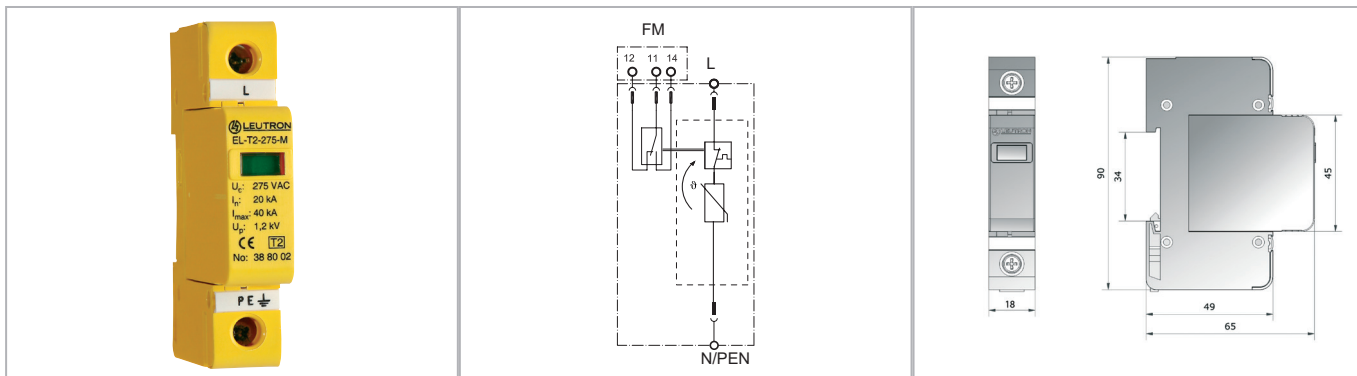 L
LEUTRON
EL-T2-275-M
Uc: 275 VAC
In: 20 kA
Imax: 40 kA
Up: 1,2 kV
CE T2
No: 38 80 02
PE
FM
12 11 14
L
ϑ
N/PEN
LEUTRON
18
90
34
45
49
65